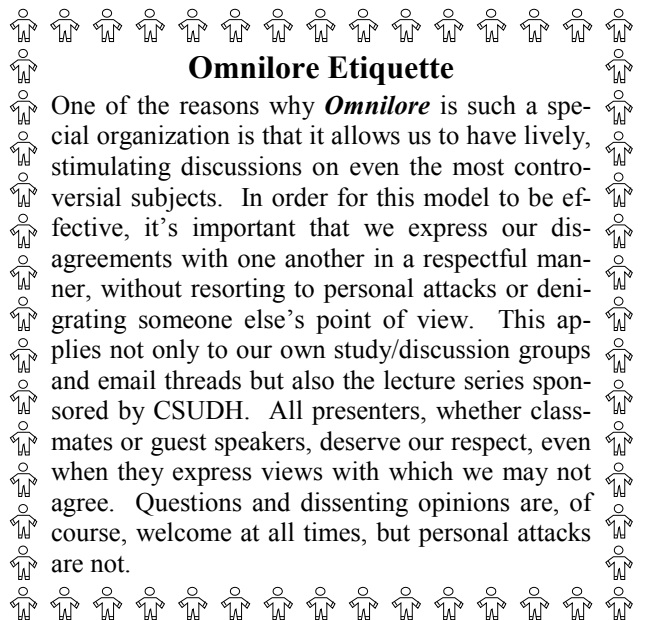 Omnilore Etiquette
One of the reasons why Omnilore is such a spe-
cial organization is that it allows us to have lively,
stimulating discussions on even the most contro-
versial subjects.  In order for this model to be ef-
fective, it's important that we express our dis-
agreements with one another in a respectful man-
ner, without resorting to personal attacks or deni-
grating someone else's point of view.  This ap-
plies not only to our own study/discussion groups
and email threads but also the lecture series spon-
sored by CSUDH.  All presenters, whether class-
mates or guest speakers, deserve our respect, even
when they express views with which we may not
agree.  Questions and dissenting opinions are, of
course, welcome at all times, but personal attacks
are not.